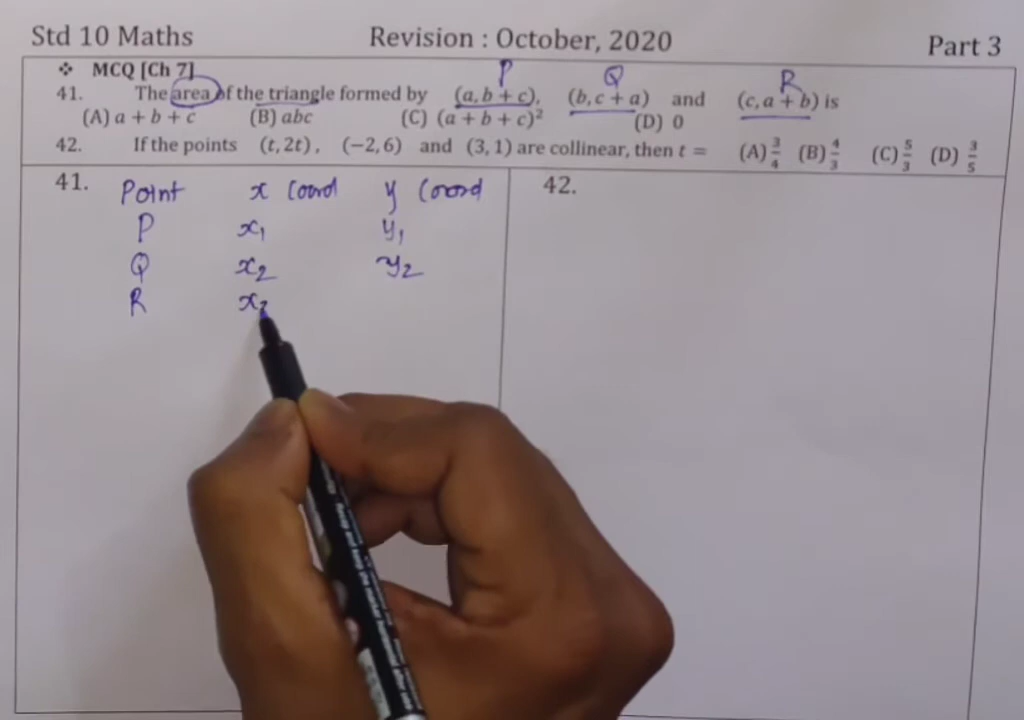 Std 10 Maths Revision : October, 2020 Part 3
❖ MCQ [Ch 7] P Q R
41. The area of the triangle formed by (a, b + c), (b, c + a) and (c, a + b) is
(A) a + b + c (B) abc (C) (a + b + c)² (D) 0
42. If the points (t, 2t), (−2, 6) and (3, 1) are collinear, then t = (A) 3/4 (B) 4/3 (C) 5/3 (D) 3/5
41. Point x Coord y Coord 42.
P x₁ y₁
Q x₂ y₂
R